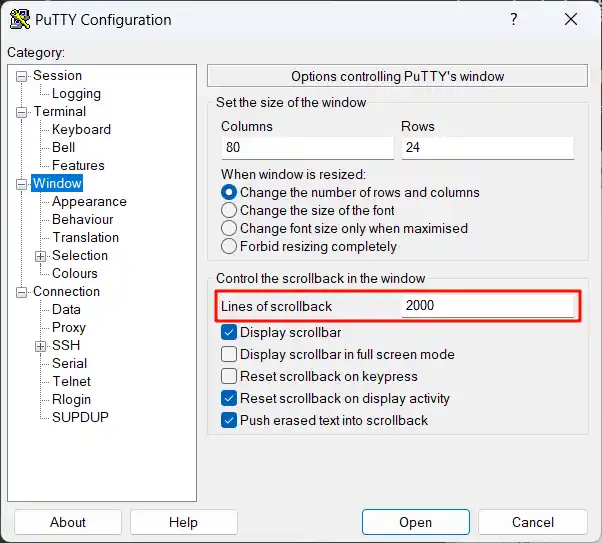 PuTTY Configuration
?
Category:
Session
Logging
Terminal
Keyboard
Bell
Features
Window
Appearance
Behaviour
Translation
Selection
Colours
Connection
Data
Proxy
SSH
Serial
Telnet
Rlogin
SUPDUP
Options controlling PuTTY's window
Set the size of the window
Columns Rows
80 24
When window is resized:
Change the number of rows and columns
Change the size of the font
Change font size only when maximised
Forbid resizing completely
Control the scrollback in the window
Lines of scrollback 2000
Display scrollbar
Display scrollbar in full screen mode
Reset scrollback on keypress
Reset scrollback on display activity
Push erased text into scrollback
About Help Open Cancel